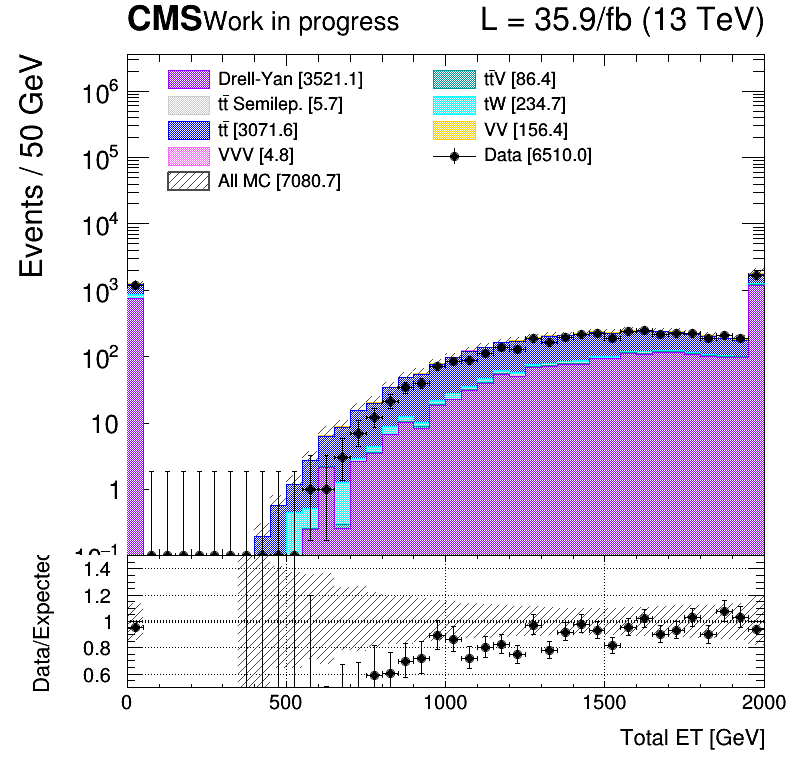 CMS Work in progress L = 35.9/fb (13 TeV)
Events / 50 GeV
Drell-Yan [3521.1]
tt̄ Semilep. [5.7]
tt̄ [3071.6]
VVV [4.8]
All MC [7080.7]
tt̄V [86.4]
tW [234.7]
VV [156.4]
Data [6510.0]
10⁶
10⁵
10⁴
10³
10²
10
1
10⁻¹
Data/Expected
1.4
1.2
1
0.8
0.6
0 500 1000 1500 2000
Total ET [GeV]